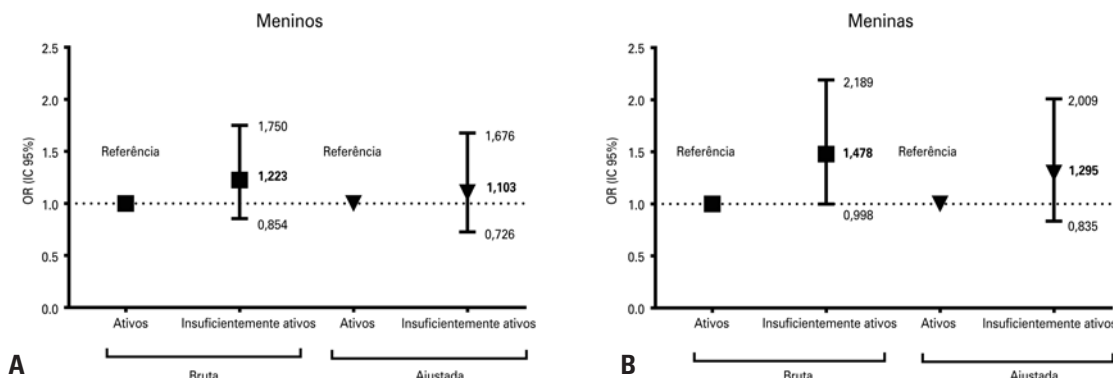 Meninos
2.5
2.0
1.5
1.0
0.5
0.0
OR (IC 95%)
Referência
1,750
1,223
0,854
Referência
1,676
1,103
0,726
Ativos
Insuficientemente ativos
Ativos
Insuficientemente ativos
Bruta
Ajustada
A
Meninas
2.5
2.0
1.5
1.0
0.5
0.0
OR (IC 95%)
Referência
2,189
1,478
0,998
Referência
2,009
1,295
0,835
Ativos
Insuficientemente ativos
Ativos
Insuficientemente ativos
Bruta
Ajustada
B